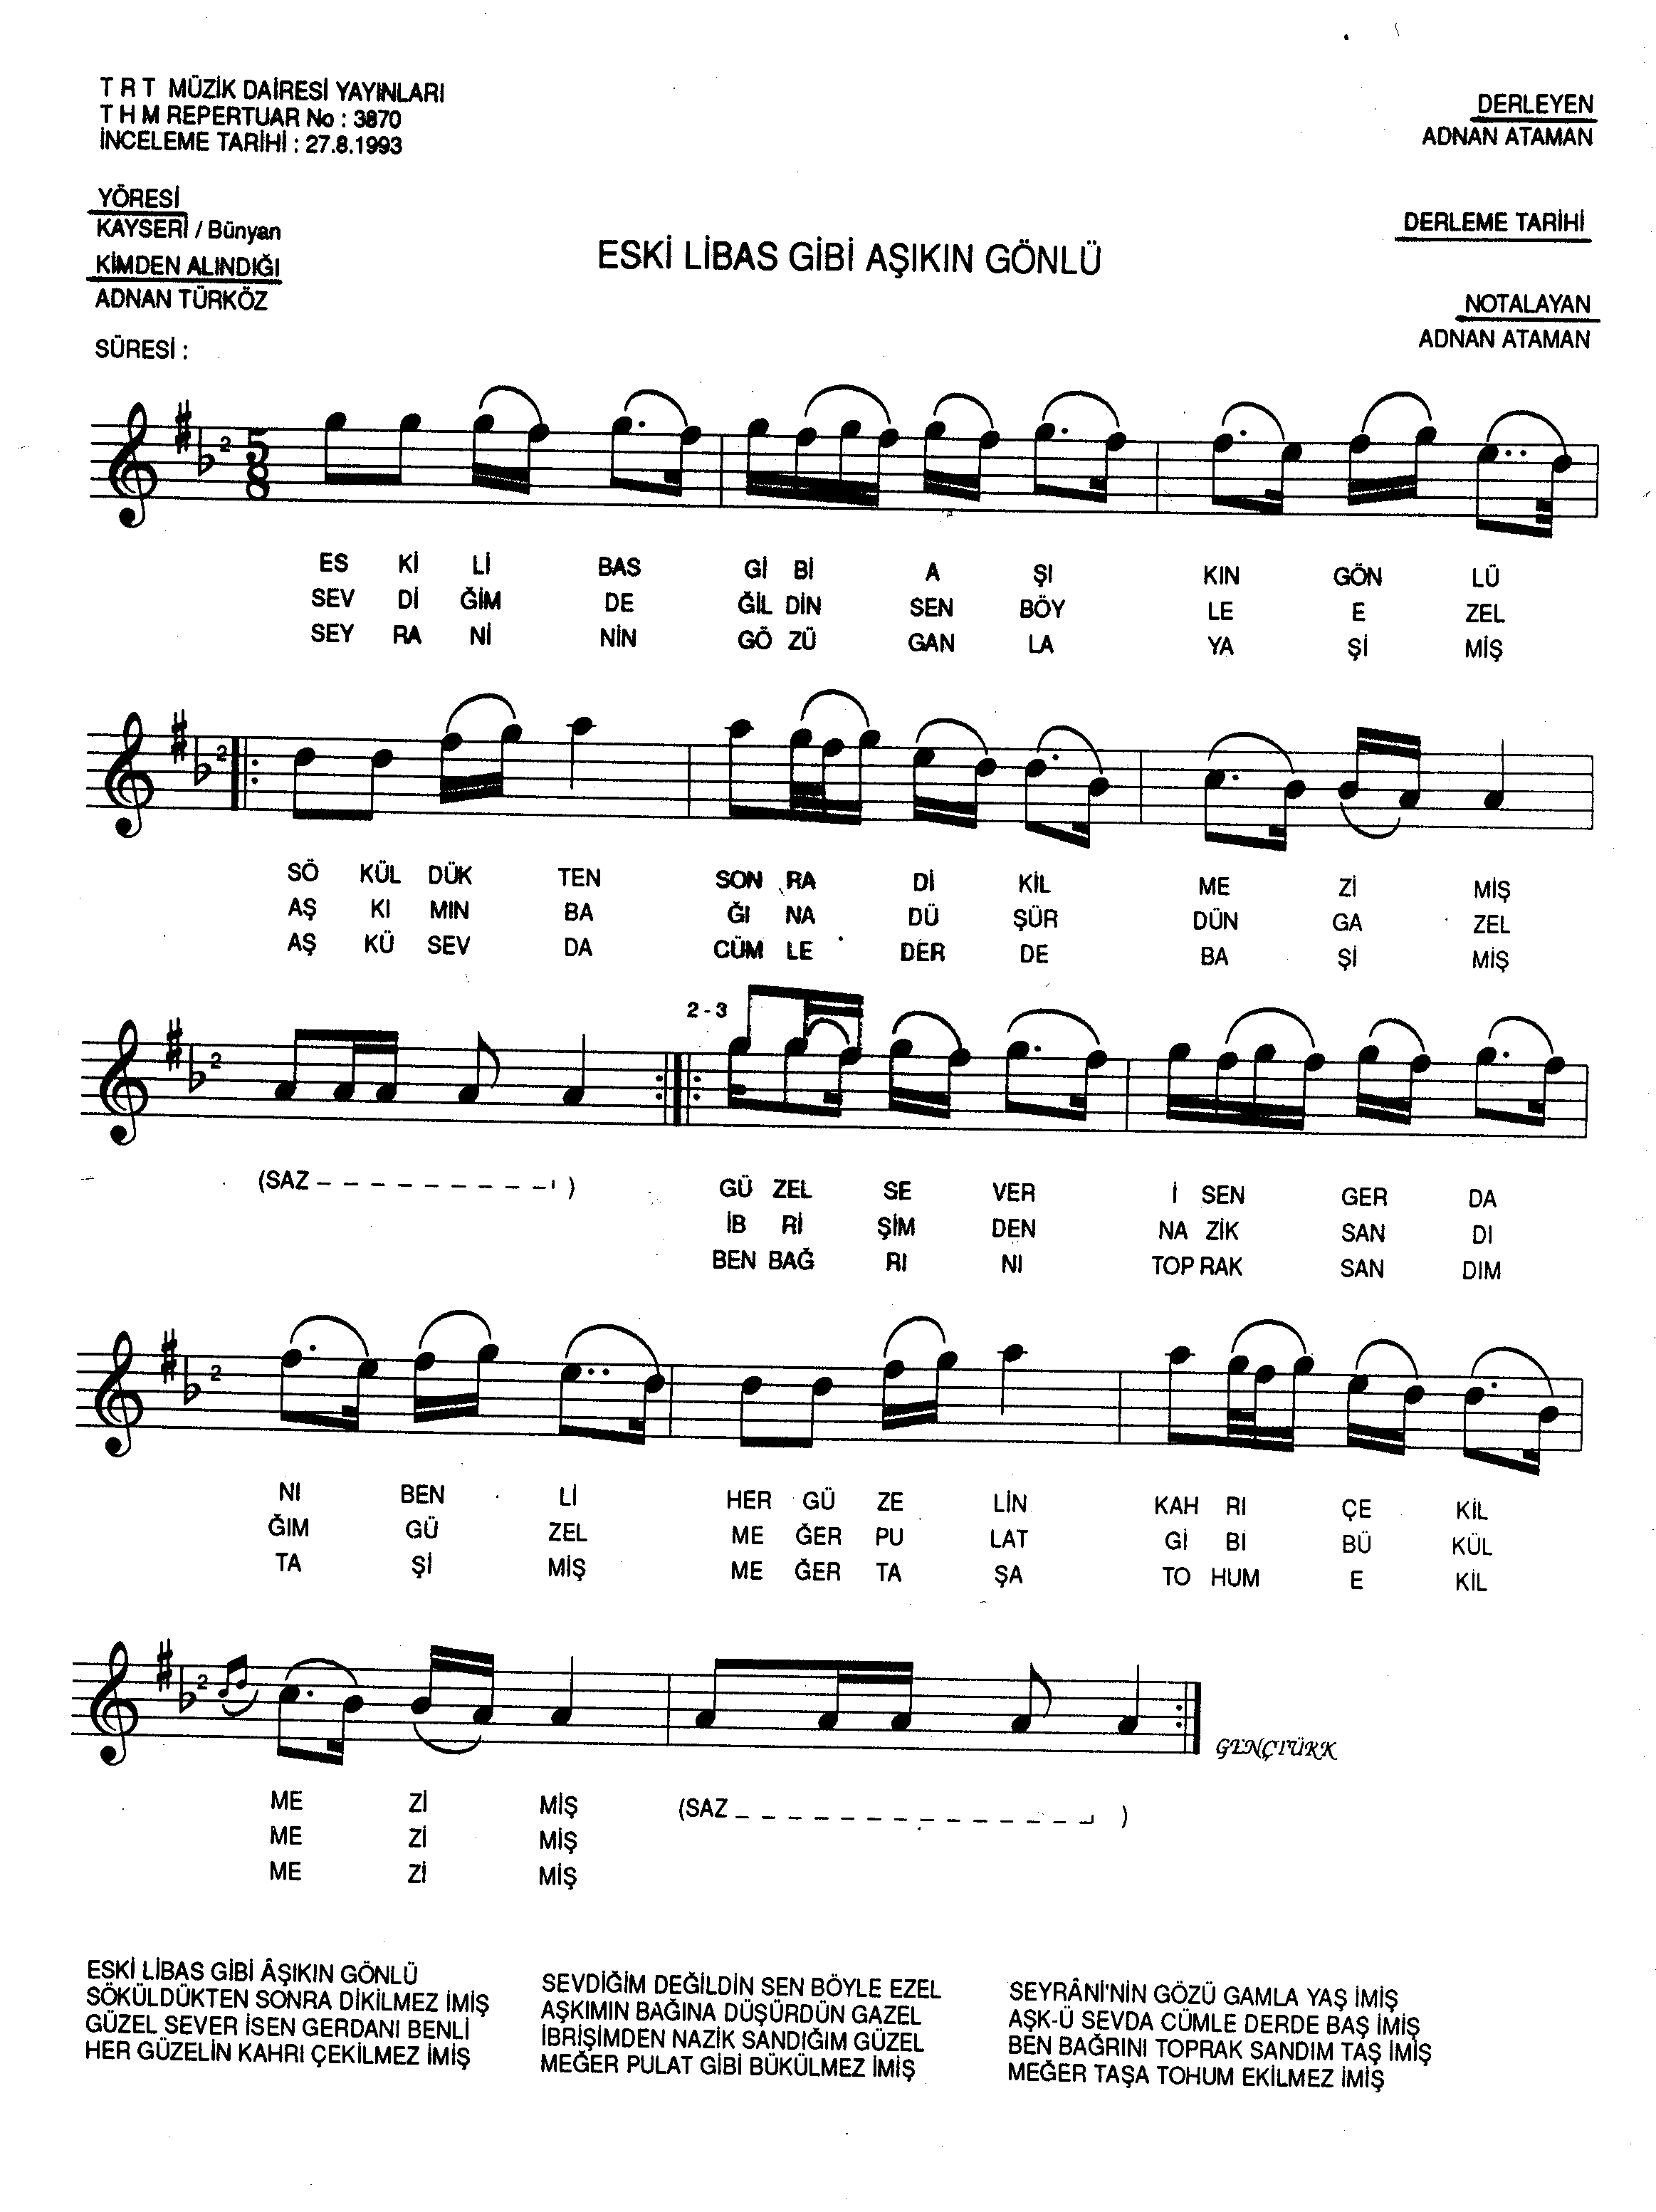 T R T MÜZİK DAİRESİ YAYINLARI
T H M REPERTUAR No : 3870
İNCELEME TARİHİ : 27.8.1993
DERLEYEN
ADNAN ATAMAN
YÖRESİ
KAYSERİ / Bünyan
KİMDEN ALINDIĞI
ADNAN TÜRKÖZ
SÜRESİ :
DERLEME TARİHİ
ESKİ LİBAS GİBİ AŞIKIN GÖNLÜ
NOTALAYAN
ADNAN ATAMAN
2 5 8
ES Kİ Lİ BAS Gİ Bİ A ŞI KIN GÖN LÜ
SEV Dİ ĞİM DE ĞİL DİN SEN BÖY LE E ZEL
SEY RA Nİ NİN GÖ ZÜ GAN LA YA Şİ MİŞ
2
SÖ KÜL DÜK TEN SON RA Dİ KİL ME Zİ MİŞ
AŞ KI MIN BA ĞI NA DÜ ŞÜR DÜN GA ZEL
AŞ KÜ SEV DA CÜM LE DER DE BA Şİ MİŞ
2 2 - 3
(SAZ – – – – – – – – – – )
GÜ ZEL SE VER İ SEN GER DA
İB Rİ ŞİM DEN NA ZİK SAN DI
BEN BAĞ RI NI TOP RAK SAN DIM
2
NI BEN Lİ HER GÜ ZE LİN KAH RI ÇE KİL
ĞIM GÜ ZEL ME ĞER PU LAT Gİ BI BÜ KÜL
TA Şİ MİŞ ME ĞER TA ŞA TO HUM E KİL
2
GENÇTÜRK
ME Zİ MİŞ (SAZ – – – – – – – – – – – – – )
ME Zİ MİŞ
ME Zİ MİŞ
ESKİ LİBAS GİBİ ÂŞIKIN GÖNLÜ
SÖKÜLDÜKTEN SONRA DİKİLMEZ İMİŞ
GÜZEL SEVER İSEN GERDANI BENLİ
HER GÜZELİN KAHRI ÇEKİLMEZ İMİŞ
SEVDİĞİM DEĞİLDİN SEN BÖYLE EZEL
AŞKIMIN BAĞINA DÜŞÜRDÜN GAZEL
İBRİŞİMDEN NAZİK SANDIĞIM GÜZEL
MEĞER PULAT GİBİ BÜKÜLMEZ İMİŞ
SEYRÂNİ'NİN GÖZÜ GAMLA YAŞ İMİŞ
AŞK-Ü SEVDA CÜMLE DERDE BAŞ İMİŞ
BEN BAĞRINI TOPRAK SANDIM TAŞ İMİŞ
MEĞER TAŞA TOHUM EKİLMEZ İMİŞ